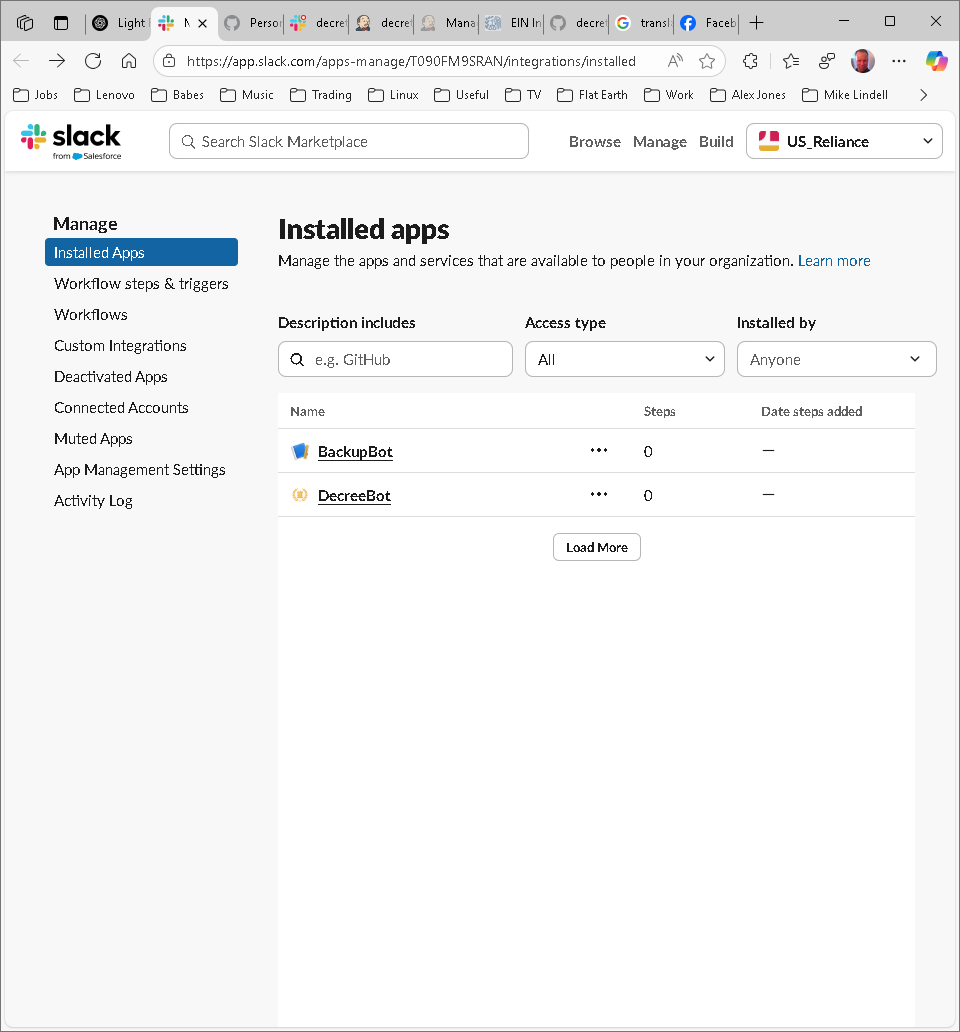 Light
N
Person
decret
decret
Mana
EIN In
decret
transl
Faceb
https://app.slack.com/apps-manage/T090FM9SRAN/integrations/installed
Jobs Lenovo Babes Music Trading Linux Useful TV Flat Earth Work Alex Jones Mike Lindell
slack
from Salesforce
Search Slack Marketplace
Browse Manage Build US_Reliance
Manage
Installed Apps
Workflow steps & triggers
Workflows
Custom Integrations
Deactivated Apps
Connected Accounts
Muted Apps
App Management Settings
Activity Log
Installed apps
Manage the apps and services that are available to people in your organization. Learn more
Description includes Access type Installed by
e.g. GitHub All Anyone
Name Steps Date steps added
BackupBot ••• 0 —
DecreeBot ••• 0 —
Load More